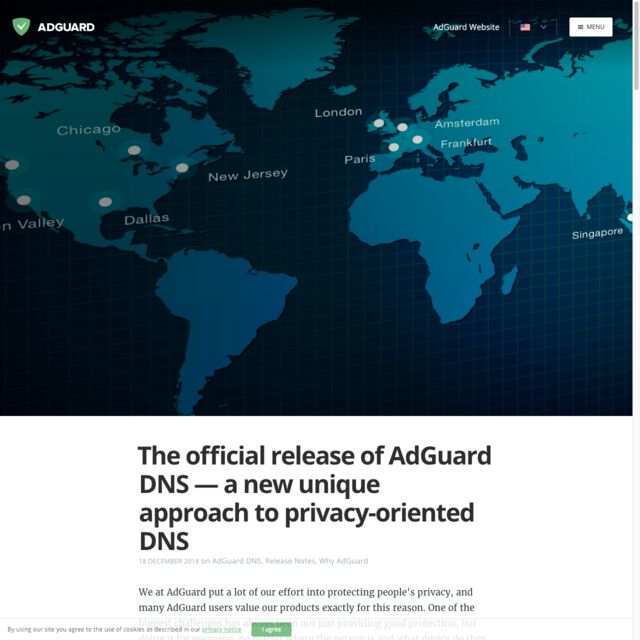 ADGUARD
AdGuard Website
MENU
London
Amsterdam
Chicago
Frankfurt
Paris
New Jersey
n Valley
Dallas
Singapore
The official release of AdGuard
DNS — a new unique
approach to privacy-oriented
DNS
18 DECEMBER 2018 on AdGuard DNS, Release Notes, Why AdGuard
We at AdGuard put a lot of our effort into protecting people's privacy, and
many AdGuard users value our products exactly for this reason. One of the
biggest challenges has always been not just providing good protection, but
doing it for everyone, no matter where the person is and what device do they
By using our site you agree to the use of cookies as described in our privacy notice
I agree